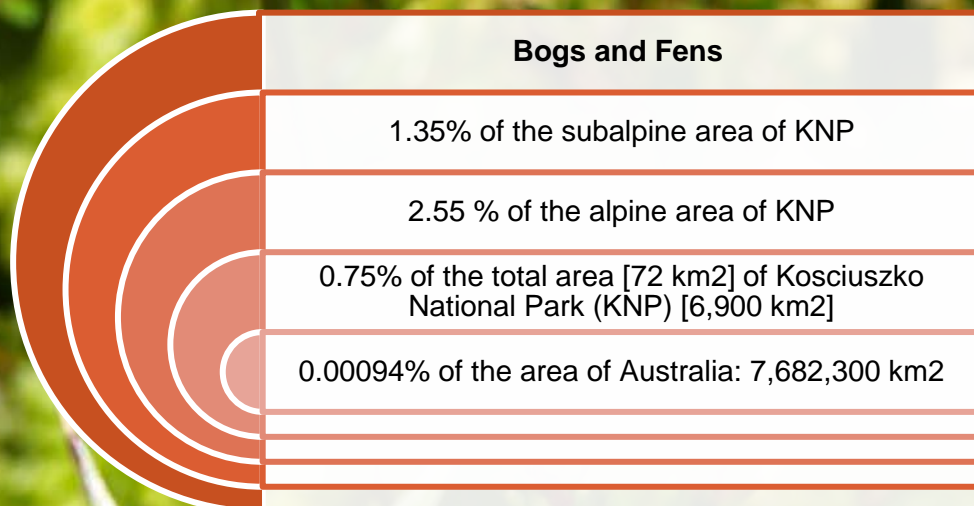 Bogs and Fens
1.35% of the subalpine area of KNP
2.55 % of the alpine area of KNP
0.75% of the total area [72 km2] of Kosciuszko
National Park (KNP) [6,900 km2]
0.00094% of the area of Australia: 7,682,300 km2